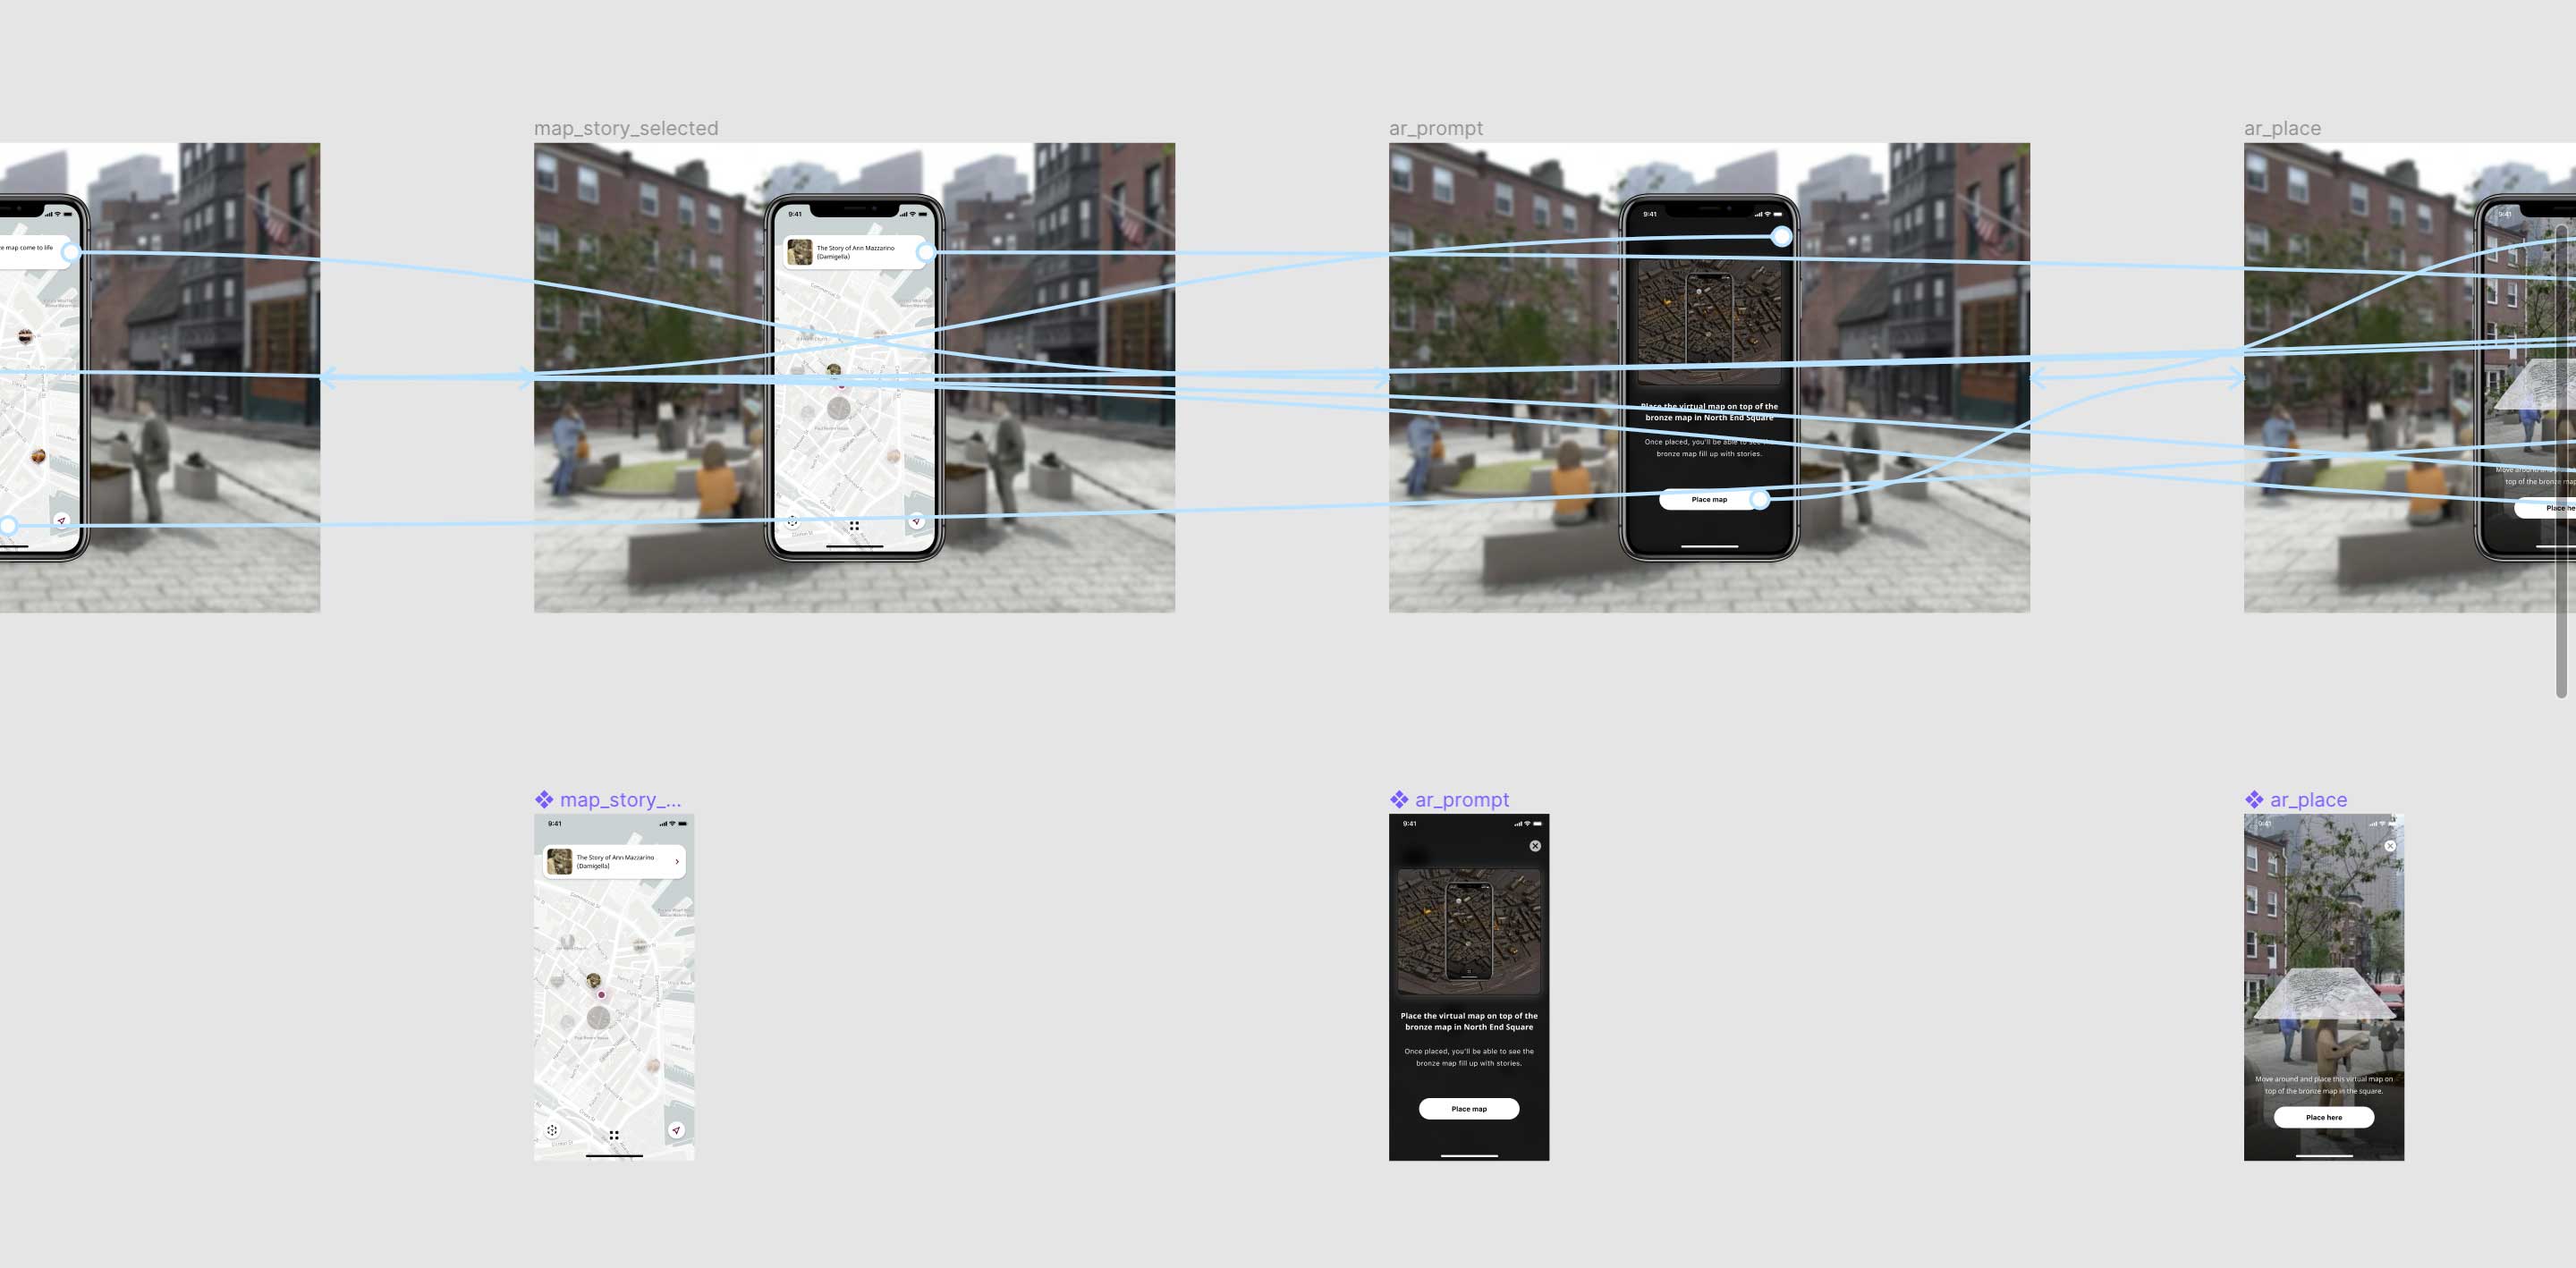 map_story_selected
ar_prompt
ar_place
e map come to life
9:41
The Story of Ann Mazzarino
(Damigella)
9:41
Place the virtual map on top of the
bronze map in North End Square
Once placed, you'll be able to see the
bronze map fill up with stories.
Place map
9:41
Move around
top of the bronze map
Place he
map_story_...
9:41
The Story of Ann Mazzarino
(Damigella)
Paul Revere House
ar_prompt
9:41
Place the virtual map on top of the
bronze map in North End Square
Once placed, you'll be able to see the
bronze map fill up with stories.
Place map
ar_place
9:41
Move around and place this virtual map on
top of the bronze map in the square.
Place here